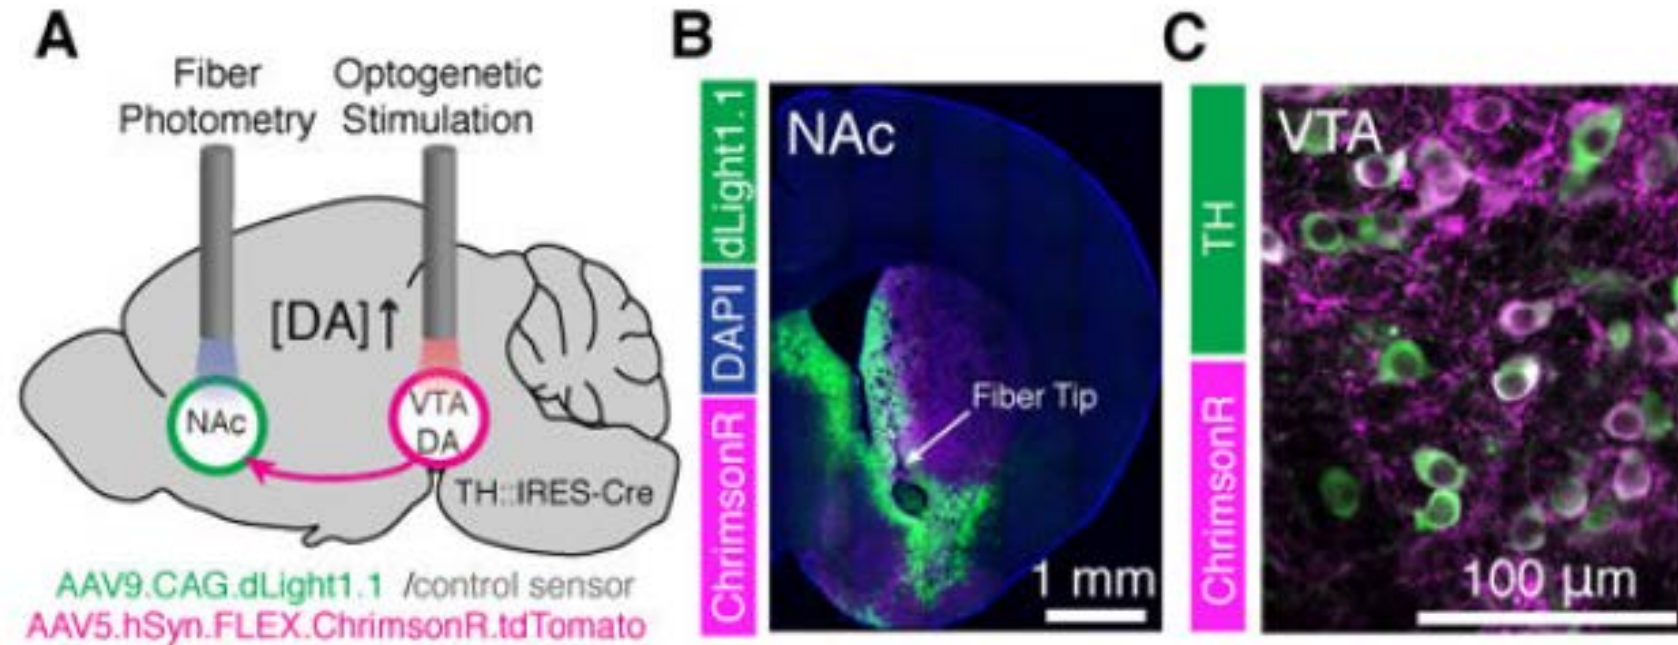 A
Fiber
Photometry
Optogenetic
Stimulation
[DA]↑
NAc
VTA
DA
TH::IRES-Cre
AAV9.CAG.dLight1.1 /control sensor
AAV5.hSyn.FLEX.ChrimsonR.tdTomato
B
ChrimsonR DAPI dLight1.1
NAc
Fiber Tip
1 mm
C
ChrimsonR TH
VTA
100 µm